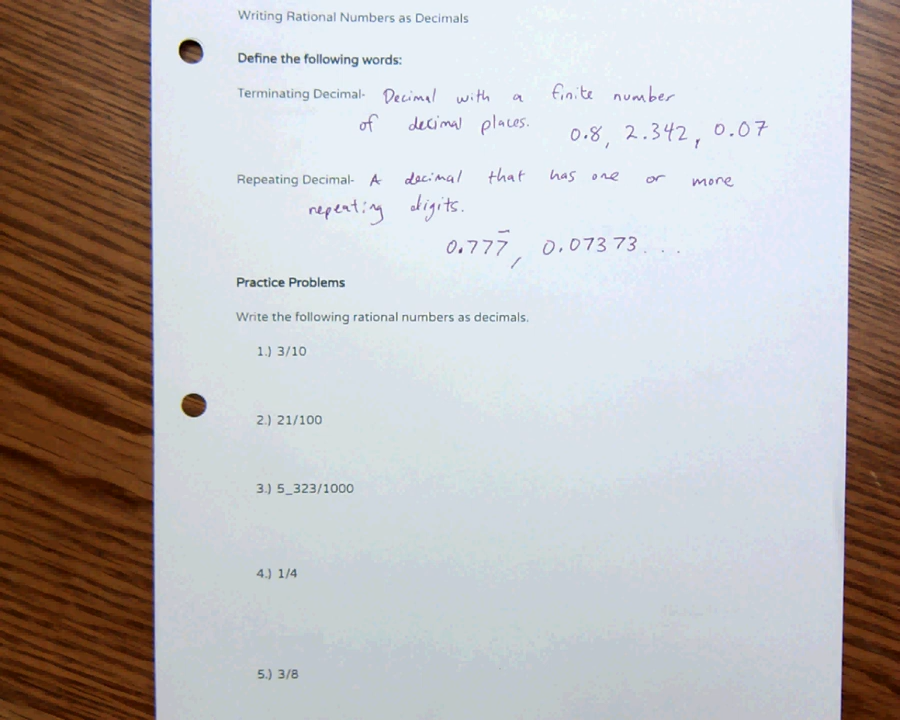 Writing Rational Numbers as Decimals
Define the following words:
Terminating Decimal- Decimal with a finite number
of decimal places. 0.8, 2.342, 0.07
Repeating Decimal- A decimal that has one or more
repeating digits.
0.777̅, 0.07373...
Practice Problems
Write the following rational numbers as decimals.
1.) 3/10
2.) 21/100
3.) 5_323/1000
4.) 1/4
5.) 3/8